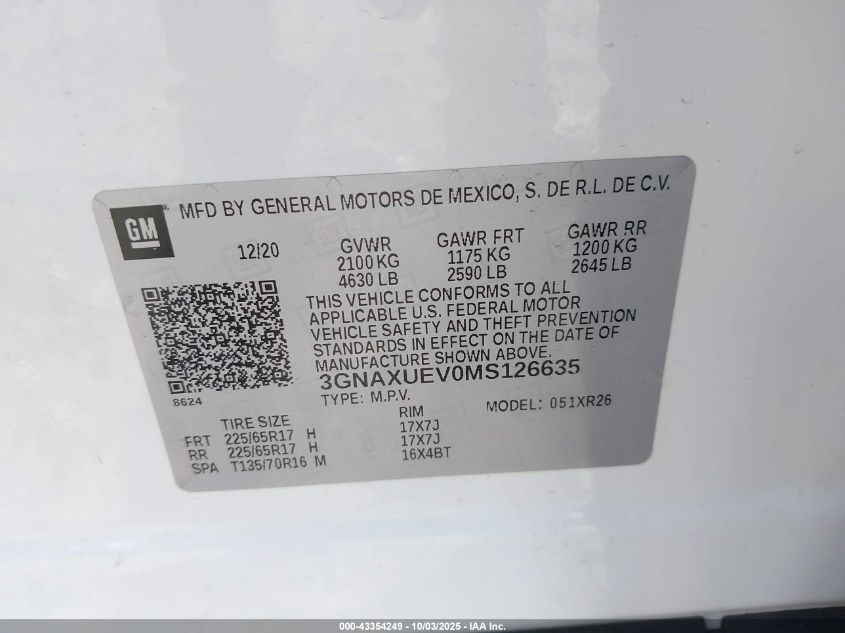 GM
MFD BY GENERAL MOTORS DE MEXICO, S. DE R.L. DE C.V.
12/20 GVWR GAWR FRT GAWR RR
2100 KG 1175 KG 1200 KG
4630 LB 2590 LB 2645 LB
THIS VEHICLE CONFORMS TO ALL
APPLICABLE U.S. FEDERAL MOTOR
VEHICLE SAFETY AND THEFT PREVENTION
STANDARDS IN EFFECT ON THE DATE OF
MANUFACTURE SHOWN ABOVE.
3GNAXUEV0MS126635
8624
TYPE: M.P.V. MODEL: 051XR26
TIRE SIZE RIM
FRT 225/65R17 H 17X7J
RR 225/65R17 H 17X7J
SPA T135/70R16 M 16X4BT
000-43354249 - 10/03/2025 - IAA Inc.